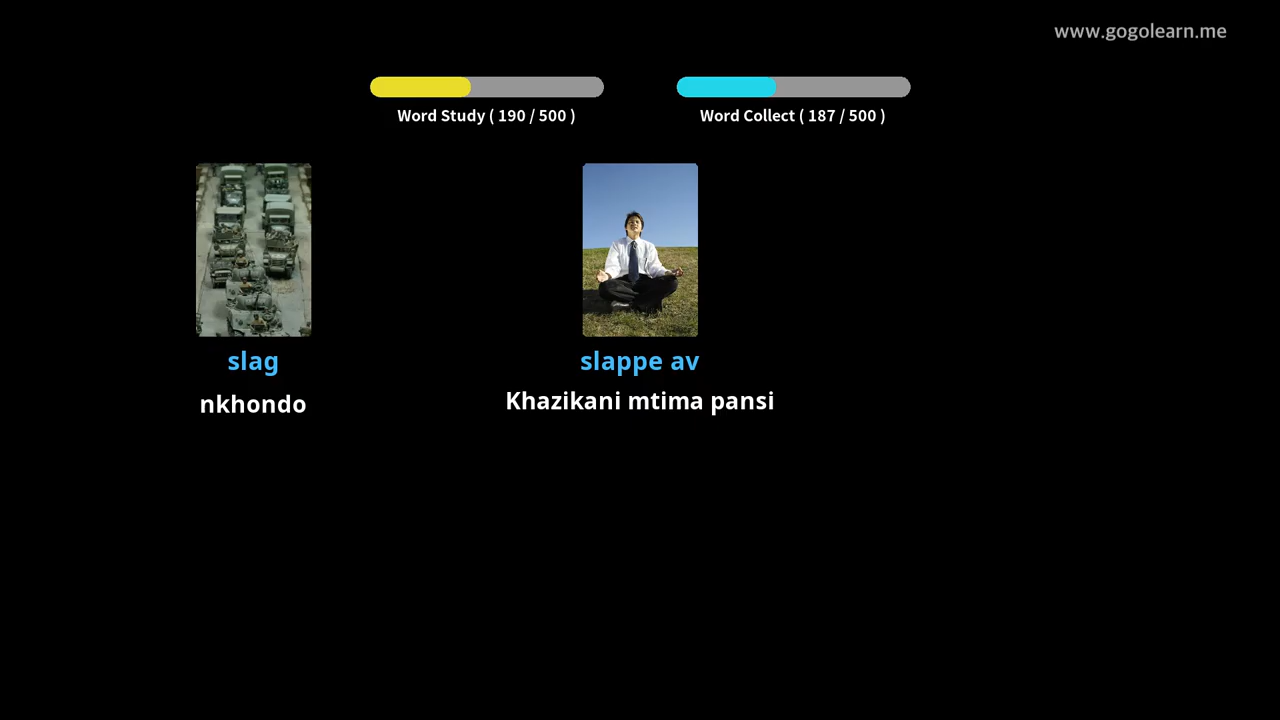 www.gogolearn.me
Word Study ( 190 / 500 )
Word Collect ( 187 / 500 )
slag
slappe av
nkhondo
Khazikani mtima pansi